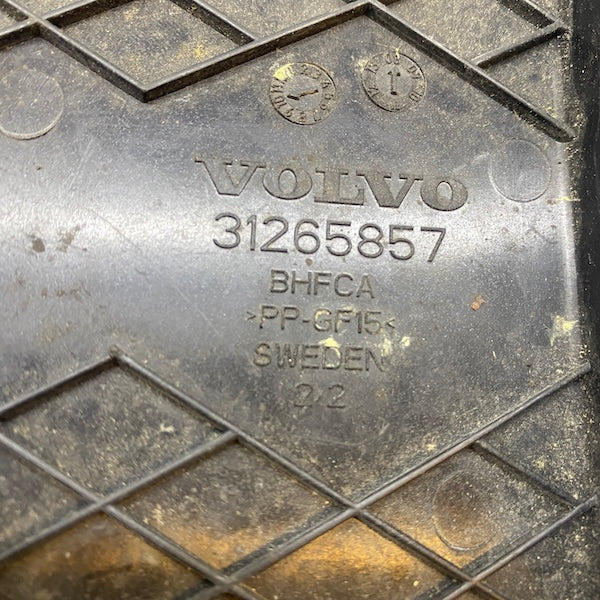 VOLVO
31265857
BHFCA
>PP-GF15<
SWEDEN
2.2